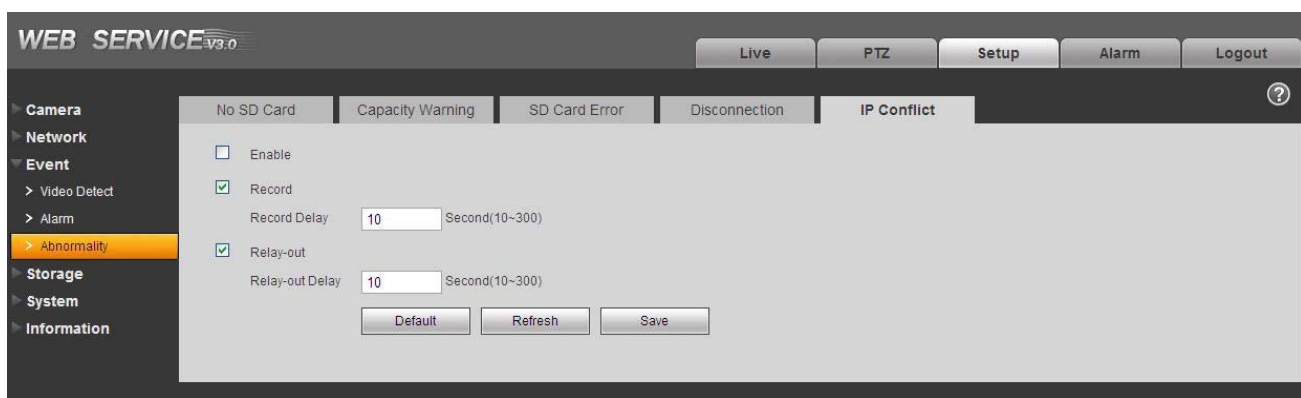 WEB SERVICE V3.0
Live PTZ Setup Alarm Logout
?
Camera
Network
Event
> Video Detect
> Alarm
> Abnormality
Storage
System
Information
No SD Card Capacity Warning SD Card Error Disconnection IP Conflict
Enable
Record
Record Delay 10 Second(10~300)
Relay-out
Relay-out Delay 10 Second(10~300)
Default Refresh Save